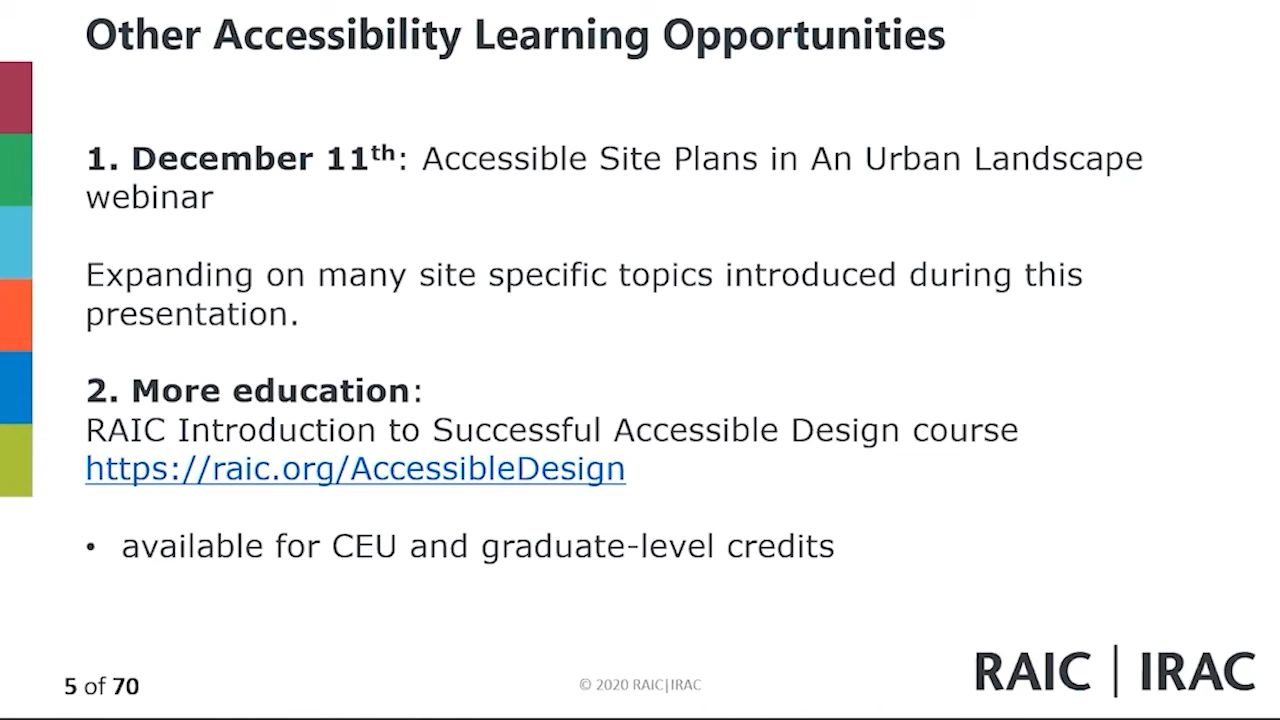 Other Accessibility Learning Opportunities
1. December 11th: Accessible Site Plans in An Urban Landscape
webinar
Expanding on many site specific topics introduced during this
presentation.
2. More education:
RAIC Introduction to Successful Accessible Design course
https://raic.org/AccessibleDesign
• available for CEU and graduate-level credits
5 of 70
© 2020 RAIC|IRAC
RAIC | IRAC